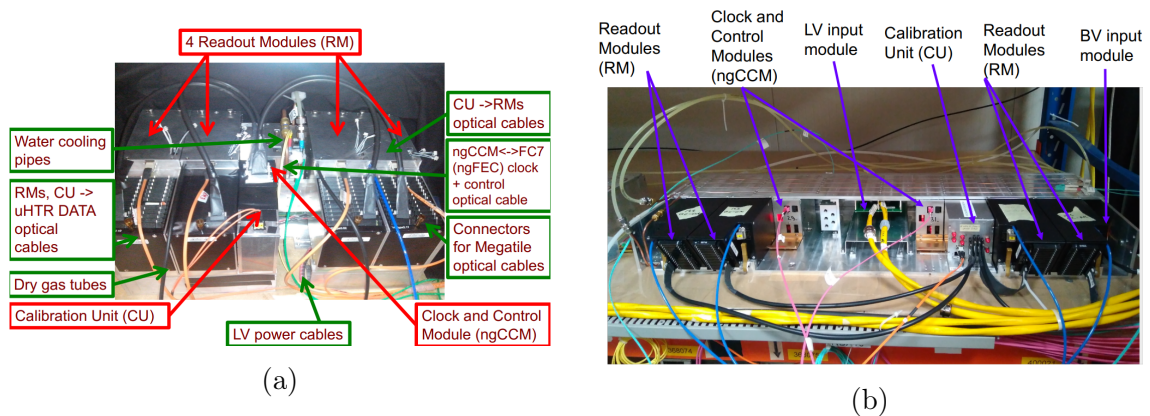 4 Readout Modules (RM)
Water cooling
pipes
RMs, CU ->
uHTR DATA
optical
cables
Dry gas tubes
Calibration Unit (CU)
LV power cables
CU ->RMs
optical cables
ngCCM<->FC7
(ngFEC) clock
+ control
optical cable
Connectors
for Megatile
optical cables
Clock and Control
Module (ngCCM)
(a)
Readout
Modules
(RM)
Clock and
Control
Modules
(ngCCM)
LV input
module
Calibration
Unit (CU)
Readout
Modules
(RM)
BV input
module
368074
(b)